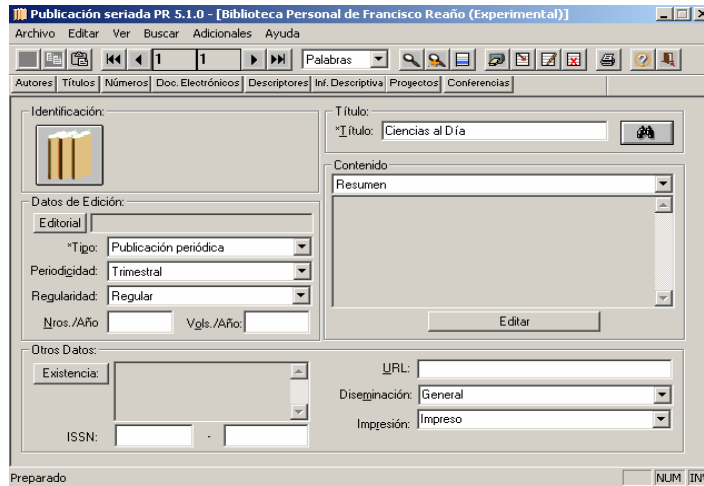 Publicación seriada PR 5.1.0 - [Biblioteca Personal de Francisco Reaño (Experimental)]
Archivo Editar Ver Buscar Adicionales Ayuda
1 1 Palabras
Autores Títulos Números Doc. Electrónicos Descriptores Inf. Descriptiva Proyectos Conferencias
Identificación:
Título:
*Título: Ciencias al Día
Contenido
Resumen
Editar
Datos de Edición:
Editorial
*Tipo: Publicación periódica
Periodicidad: Trimestral
Regularidad: Regular
Nros./Año Vols./Año:
Otros Datos:
Existencia:
ISSN: -
URL:
Diseminación: General
Impresión: Impreso
Preparado NUM INS